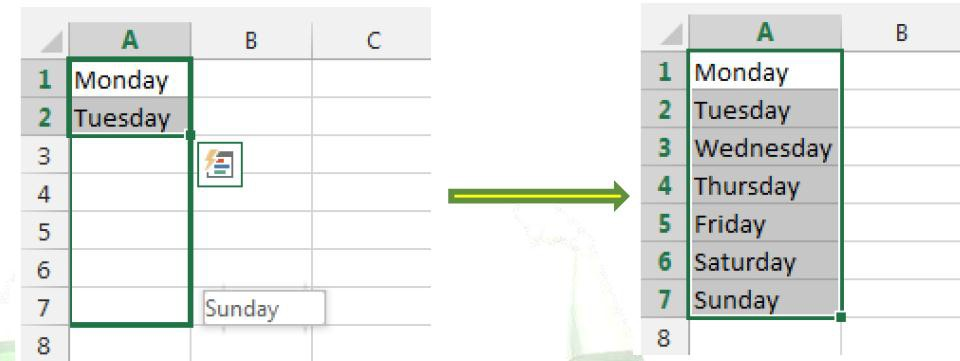 A B C
1 Monday
2 Tuesday
3
4
5
6
7 Sunday
8
A B
1 Monday
2 Tuesday
3 Wednesday
4 Thursday
5 Friday
6 Saturday
7 Sunday
8